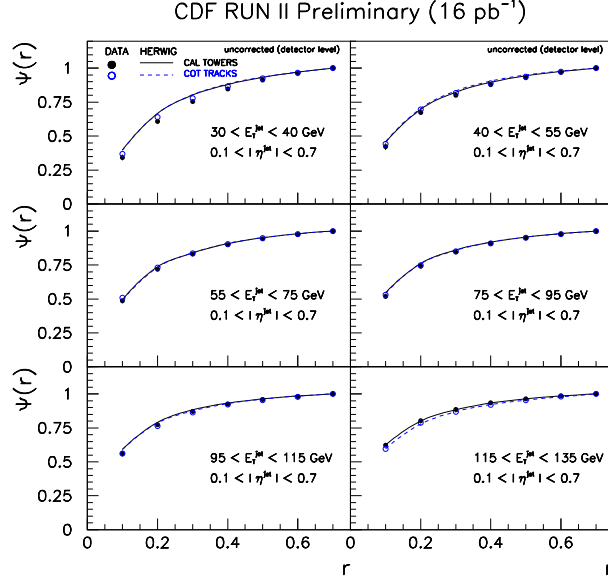 CDF RUN II Preliminary (16 pb⁻¹)
DATA HERWIG
CAL TOWERS
COT TRACKS
uncorrected (detector level)
uncorrected (detector level)
Ψ(r)
1
0.75
0.5
0.25
0
30 < E_T^jet < 40 GeV
0.1 < | η^jet | < 0.7
40 < E_T^jet < 55 GeV
0.1 < | η^jet | < 0.7
Ψ(r)
1
0.75
0.5
0.25
0
55 < E_T^jet < 75 GeV
0.1 < | η^jet | < 0.7
75 < E_T^jet < 95 GeV
0.1 < | η^jet | < 0.7
Ψ(r)
1
0.75
0.5
0.25
0
95 < E_T^jet < 115 GeV
0.1 < | η^jet | < 0.7
115 < E_T^jet < 135 GeV
0.1 < | η^jet | < 0.7
0 0.2 0.4 0.6 0 0.2 0.4 0.6
r r